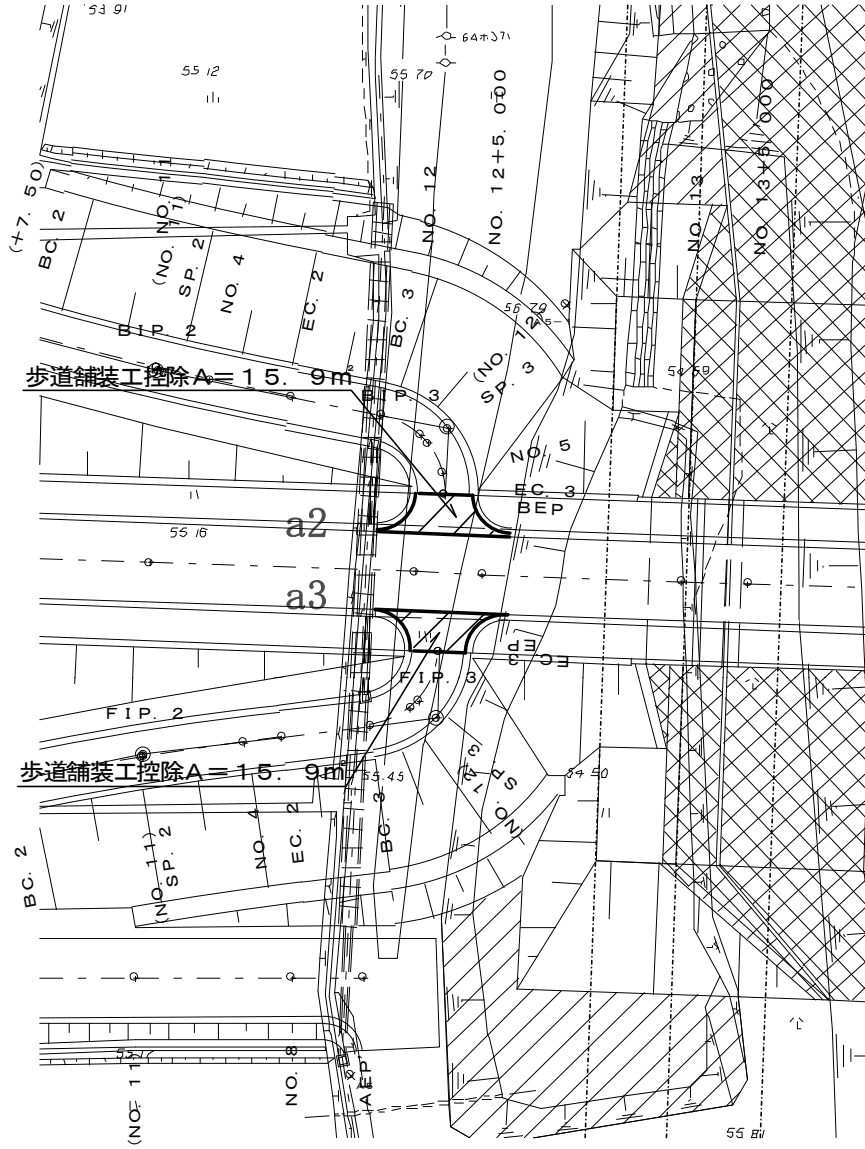 53 91
55 12
55 70
64ホ371
NO. 12
NO. 12+5. 000
NO. 13
NO. 13+5. 000
(+7. 50)
BC. 2
NO. 11
(NO. 11)
SP. 2
NO. 4
EC. 2
BC. 3
BIP. 2
歩道舗装工控除A=15. 9m²
BIP. 3
56 79
(NO. 12)
SP. 3
54 59
NO. 5
EC. 3
BEP
a2
55 16
a3
EC. 3
EP
FIP. 3
FIP. 2
歩道舗装工控除A=15. 9m²
55.45
54 50
SP. 3
BC. 2
(NO. 11)
SP. 2
NO. 4
EC. 2
BC. 3
55 17
(NO. 11)
NO. 8
AEP
55 81